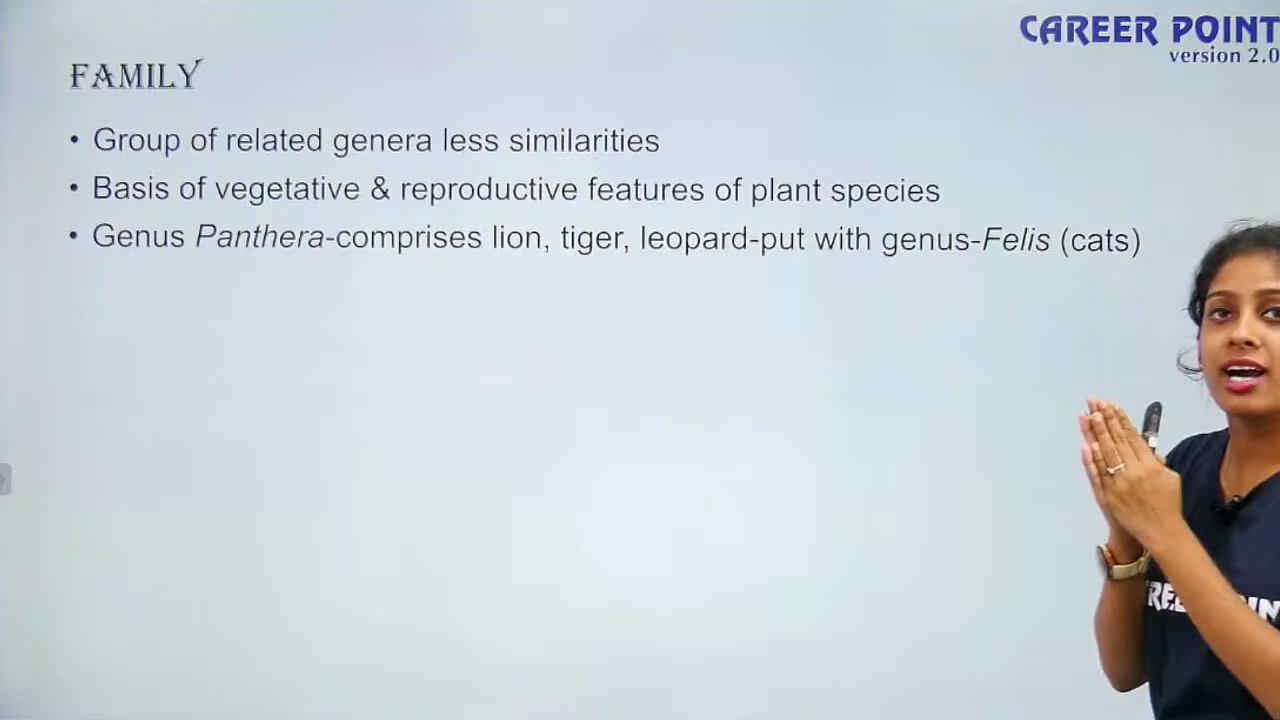 CAREER POINT
version 2.0
FAMILY
• Group of related genera less similarities
• Basis of vegetative & reproductive features of plant species
• Genus Panthera-comprises lion, tiger, leopard-put with genus-Felis (cats)